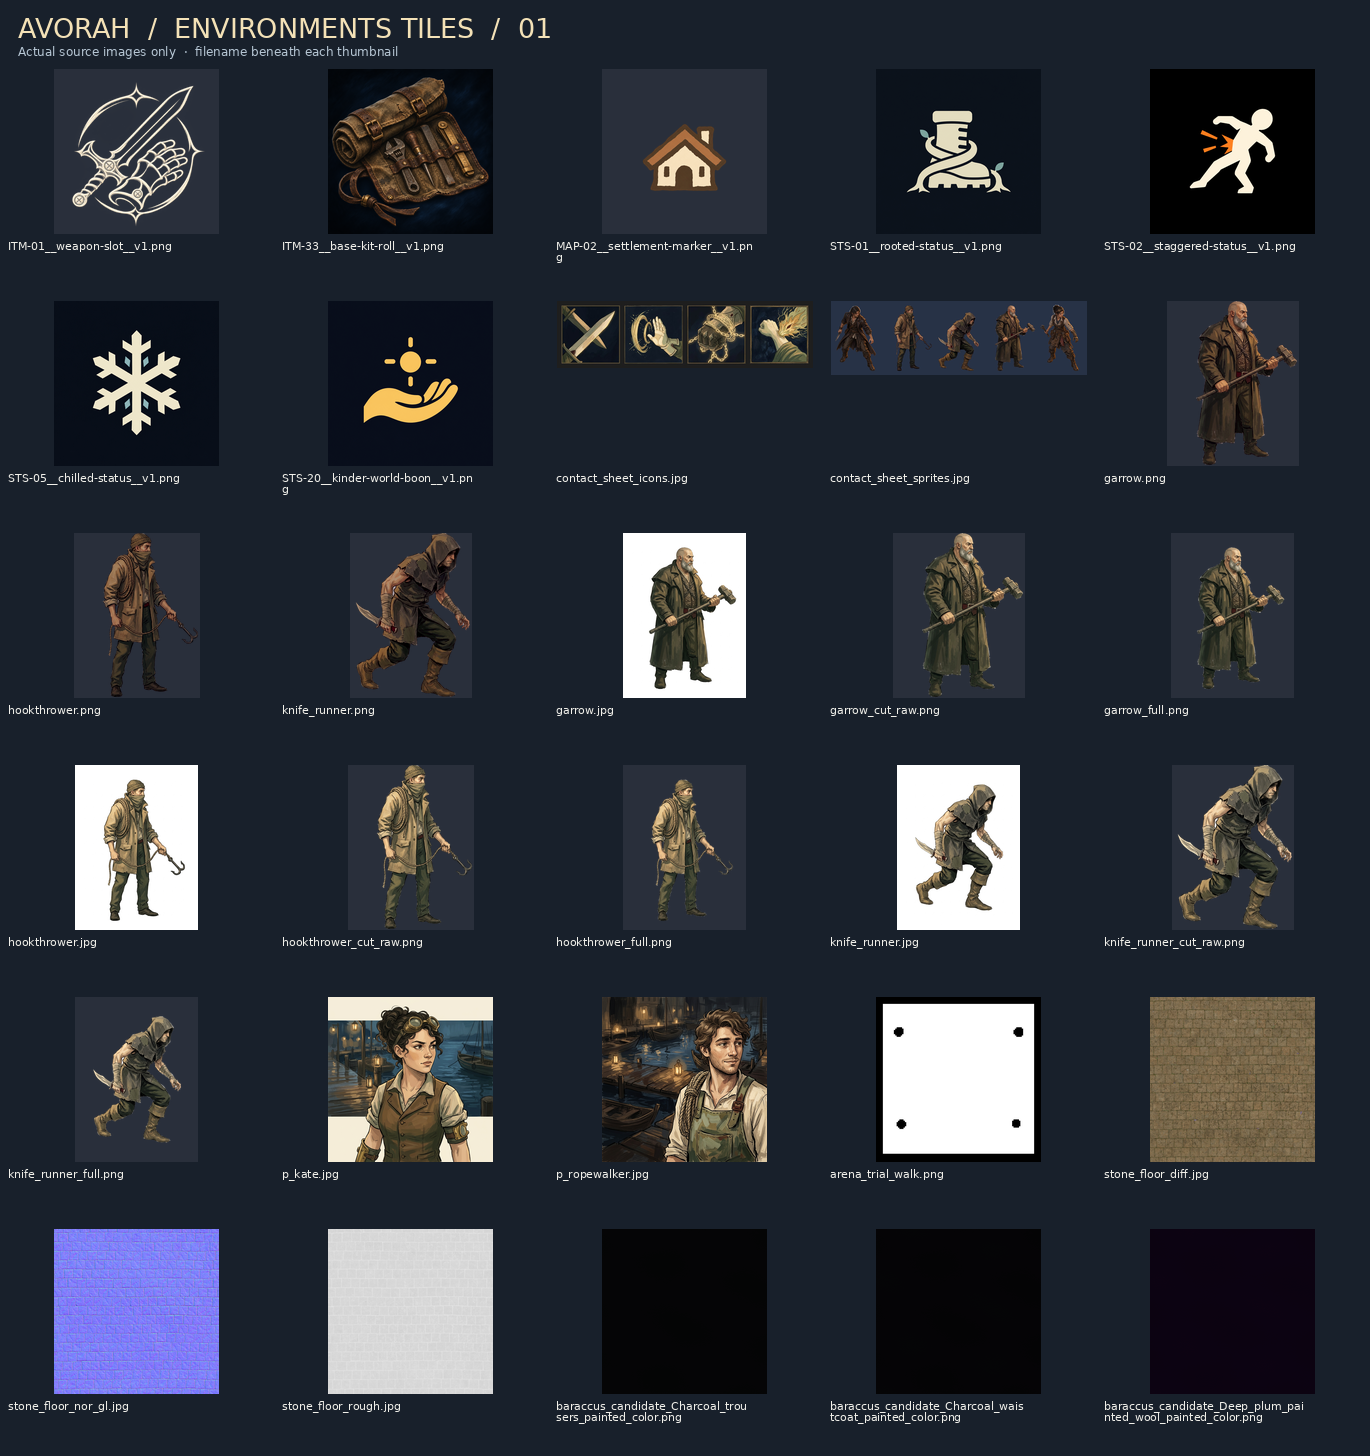 AVORAH / ENVIRONMENTS TILES / 01
Actual source images only · filename beneath each thumbnail
ITM-01__weapon-slot__v1.png
ITM-33__base-kit-roll__v1.png
MAP-02__settlement-marker__v1.pn
g
STS-01__rooted-status__v1.png
STS-02__staggered-status__v1.png
STS-05__chilled-status__v1.png
STS-20__kinder-world-boon__v1.pn
g
contact_sheet_icons.jpg
contact_sheet_sprites.jpg
garrow.png
hookthrower.png
knife_runner.png
garrow.jpg
garrow_cut_raw.png
garrow_full.png
hookthrower.jpg
hookthrower_cut_raw.png
hookthrower_full.png
knife_runner.jpg
knife_runner_cut_raw.png
knife_runner_full.png
p_kate.jpg
p_ropewalker.jpg
arena_trial_walk.png
stone_floor_diff.jpg
stone_floor_nor_gl.jpg
stone_floor_rough.jpg
baraccus_candidate_Charcoal_trou
sers_painted_color.png
baraccus_candidate_Charcoal_wais
tcoat_painted_color.png
baraccus_candidate_Deep_plum_pai
nted_wool_painted_color.png